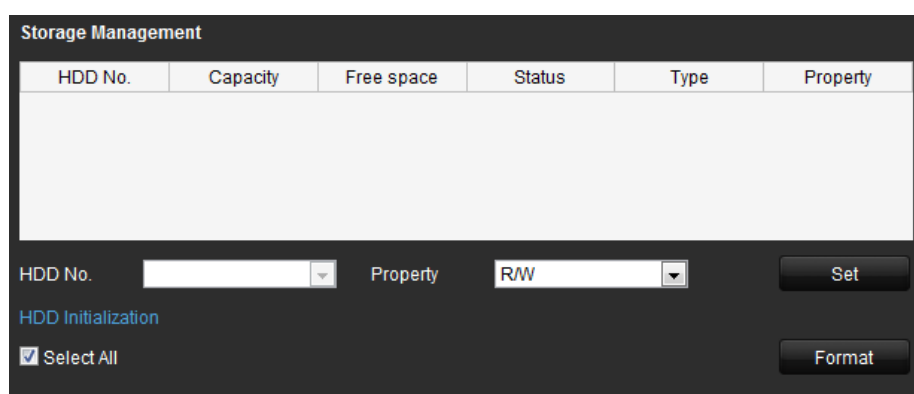 Storage Management
HDD No. Capacity Free space Status Type Property
HDD No. Property R/W Set
HDD Initialization
Select All Format